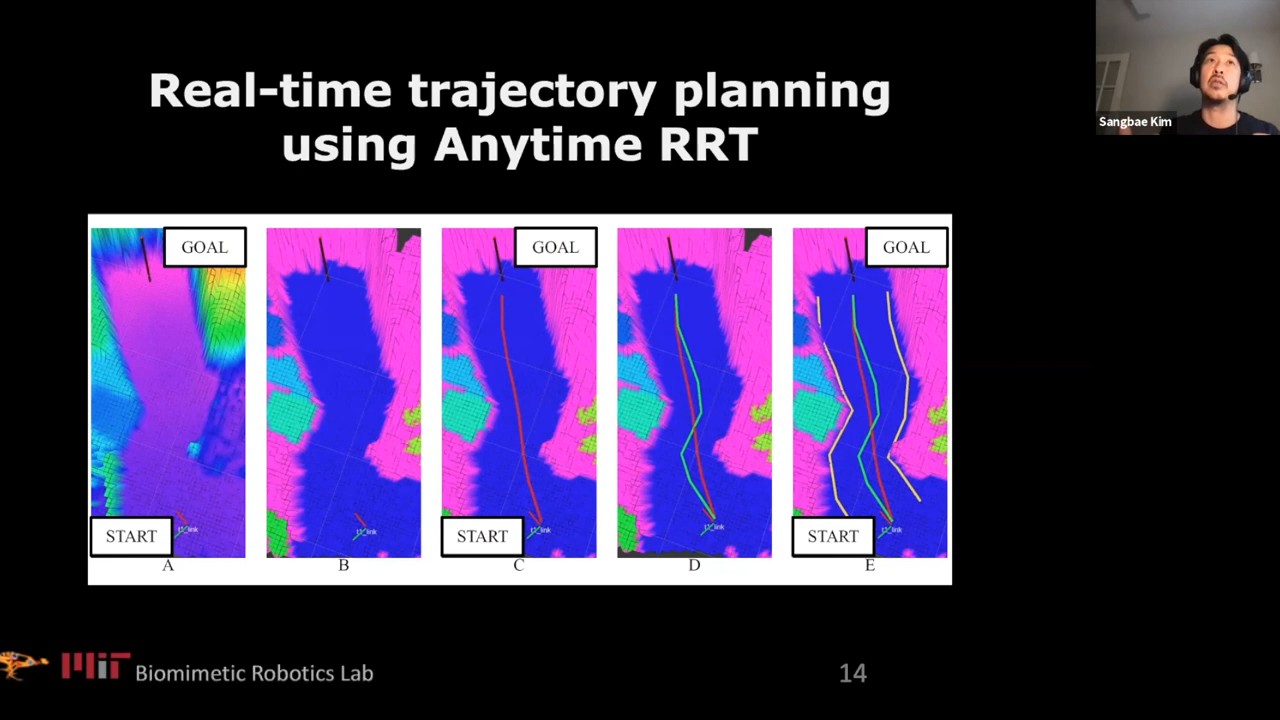 Real-time trajectory planning
using Anytime RRT
Sangbae Kim
GOAL
GOAL
GOAL
START
START
START
A
B
C
D
E
MIT
Biomimetic Robotics Lab
14